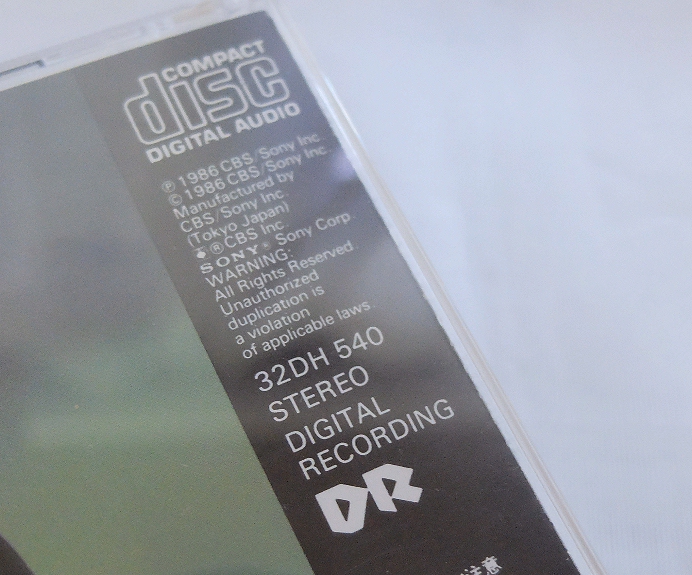 COMPACT
disc
DIGITAL AUDIO
Ⓟ 1986 CBS/Sony Inc.
© 1986 CBS/Sony Inc.
Manufactured by
CBS/Sony Inc.
(Tokyo Japan)
® CBS Inc.
SONY® Sony Corp.
WARNING:
All Rights Reserved.
Unauthorized
duplication is
a violation
of applicable laws
32DH 540
STEREO
DIGITAL
RECORDING
DR
注意